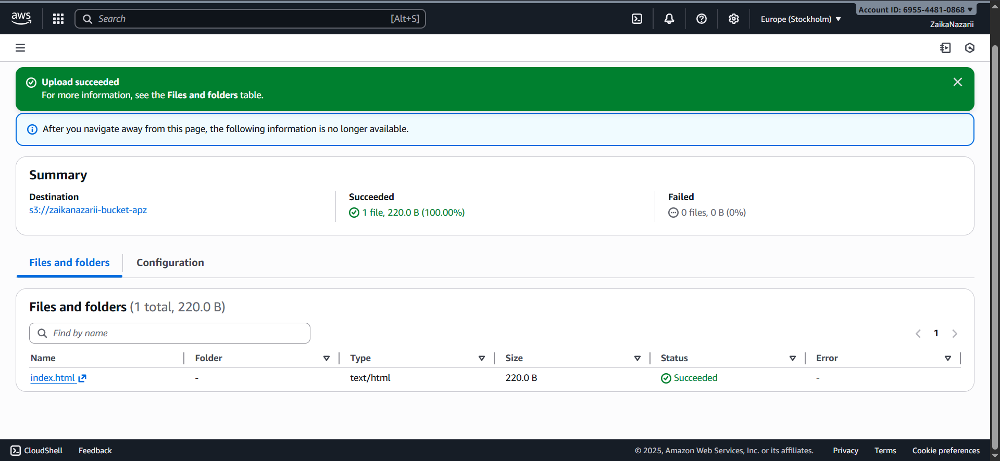 aws
Search [Alt+S]
Europe (Stockholm)
Account ID: 6955-4481-0868
ZaikaNazarii
Upload succeeded
For more information, see the Files and folders table.
After you navigate away from this page, the following information is no longer available.
Summary
Destination
s3://zaikanazarii-bucket-apz
Succeeded
1 file, 220.0 B (100.00%)
Failed
0 files, 0 B (0%)
Files and folders
Configuration
Files and folders (1 total, 220.0 B)
Find by name
1
Name Folder Type Size Status Error
index.html - text/html 220.0 B Succeeded -
CloudShell Feedback © 2025, Amazon Web Services, Inc. or its affiliates. Privacy Terms Cookie preferences